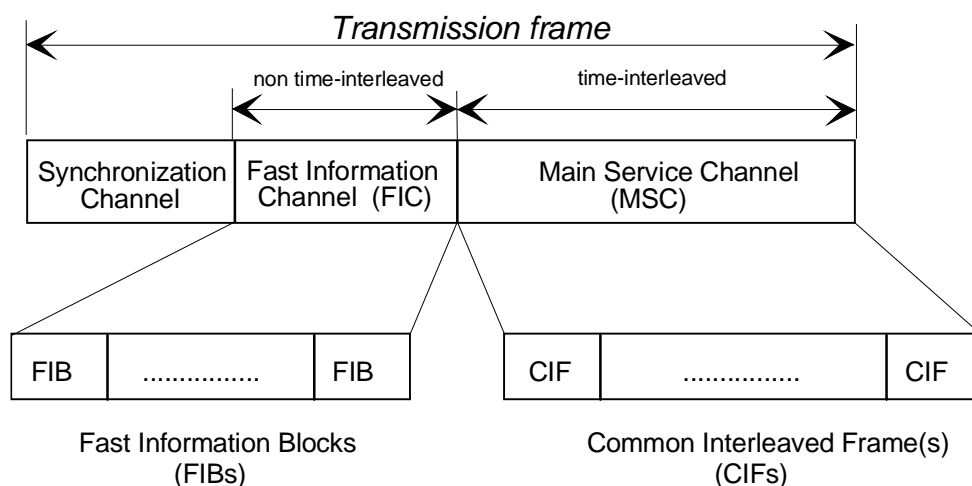 Transmission frame
non time-interleaved
time-interleaved
Synchronization
Channel
Fast Information
Channel (FIC)
Main Service Channel
(MSC)
FIB
................
FIB
CIF
................
CIF
Fast Information Blocks
(FIBs)
Common Interleaved Frame(s)
(CIFs)